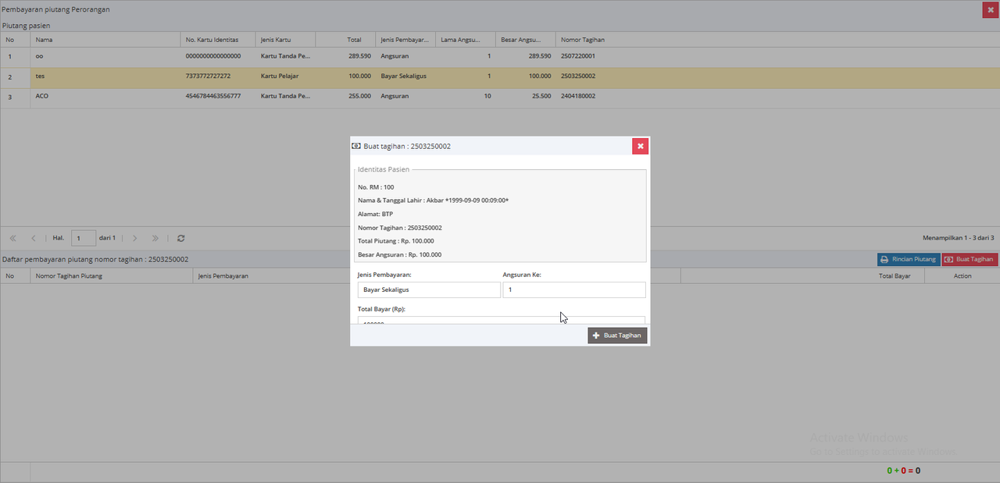 Pembayaran piutang Perorangan
Piutang pasien
No Nama No. Kartu Identitas Jenis Kartu Total Jenis Pembayar... Lama Angsu... Besar Angsu... Nomor Tagihan
1 oo 0000000000000000 Kartu Tanda Pe... 289.590 Angsuran 1 289.590 2507220001
2 tes 7373772727272 Kartu Pelajar 100.000 Bayar Sekaligus 1 100.000 2503250002
3 ACO 4546784463556777 Kartu Tanda Pe... 255.000 Angsuran 10 25.500 2404180002
Buat tagihan : 2503250002
Identitas Pasien
No. RM : 100
Nama & Tanggal Lahir : Akbar *1999-09-09 00:09:00*
Alamat: BTP
Nomor Tagihan : 2503250002
Total Piutang : Rp. 100.000
Besar Angsuran : Rp. 100.000
Jenis Pembayaran: Angsuran Ke:
Bayar Sekaligus 1
Total Bayar (Rp):
Buat Tagihan
Hal. 1 dari 1 Menampilkan 1 - 3 dari 3
Daftar pembayaran piutang nomor tagihan : 2503250002 Rincian Piutang Buat Tagihan
No Nomor Tagihan Piutang Jenis Pembayaran Total Bayar Action
Activate Windows
Go to Settings to activate Windows.
0 + 0 = 0